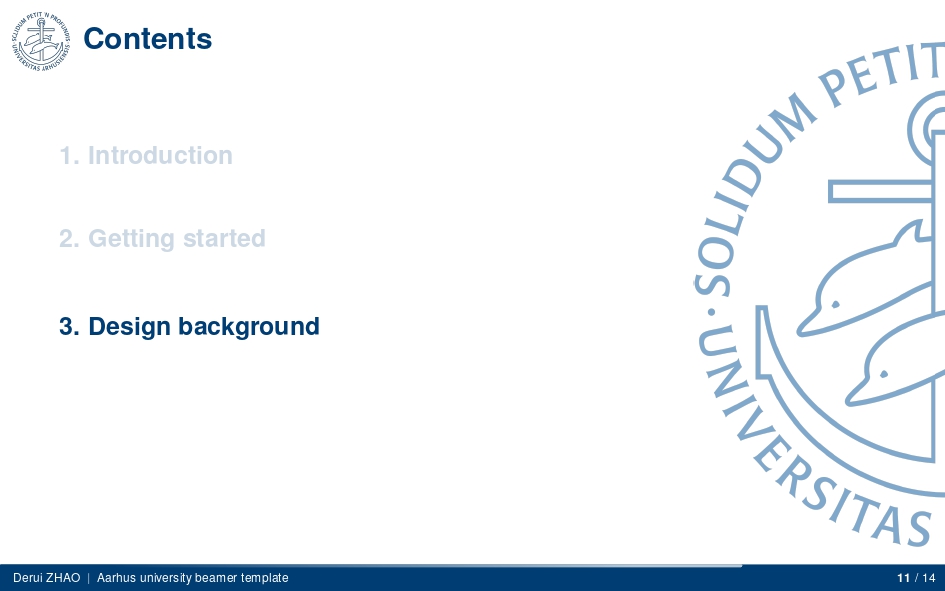 SOLIDUM PETIT IN PROFUNDIS
UNIVERSITAS ARHUSIENSIS
Contents
1. Introduction
2. Getting started
3. Design background
SOLIDUM PETIT
UNIVERSITAS
Derui ZHAO | Aarhus university beamer template
11 / 14